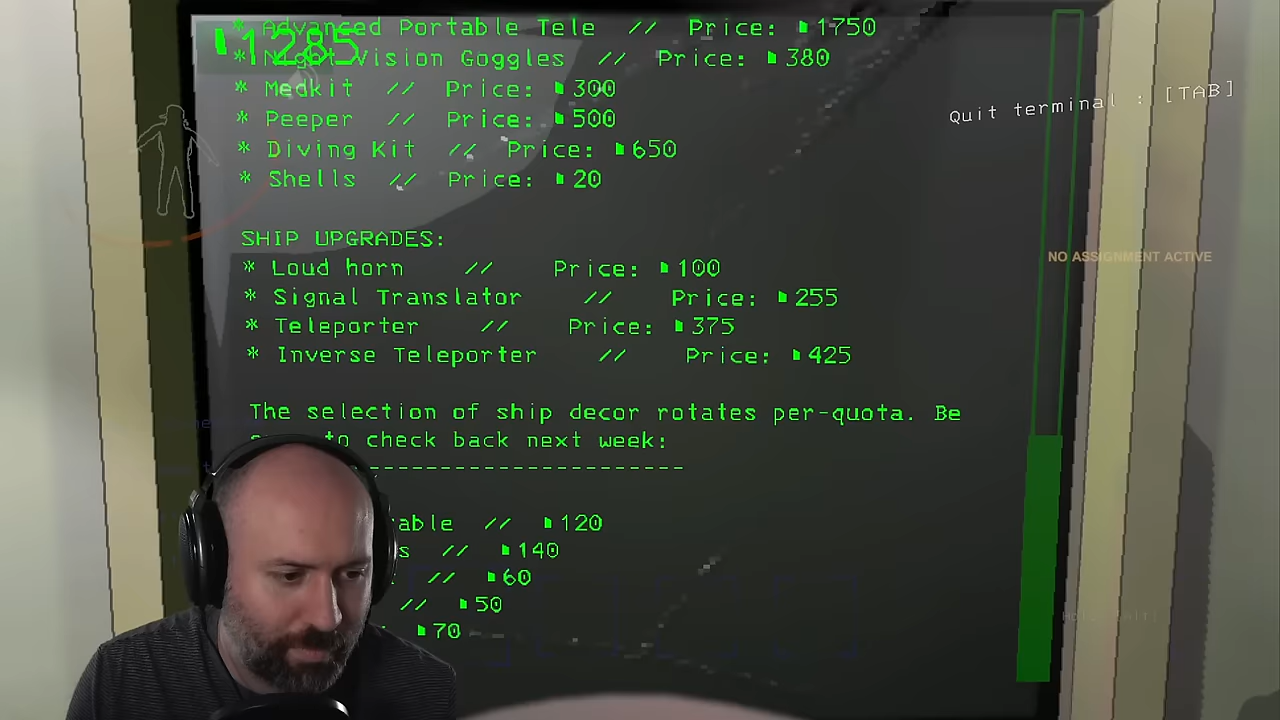 * Advanced Portable Tele // Price: 1750
1285
* Night Vision Goggles // Price: 380
* Medkit // Price: 300
* Peeper // Price: 500
* Diving Kit // Price: 650
* Shells // Price: 20
Quit terminal : [TAB]
SHIP UPGRADES:
NO ASSIGNMENT ACTIVE
* Loud horn // Price: 100
* Signal Translator // Price: 255
* Teleporter // Price: 375
* Inverse Teleporter // Price: 425
The selection of ship decor rotates per-quota. Be
to check back next week:
------------------------
able // 120
s // 140
// 60
// 50
70